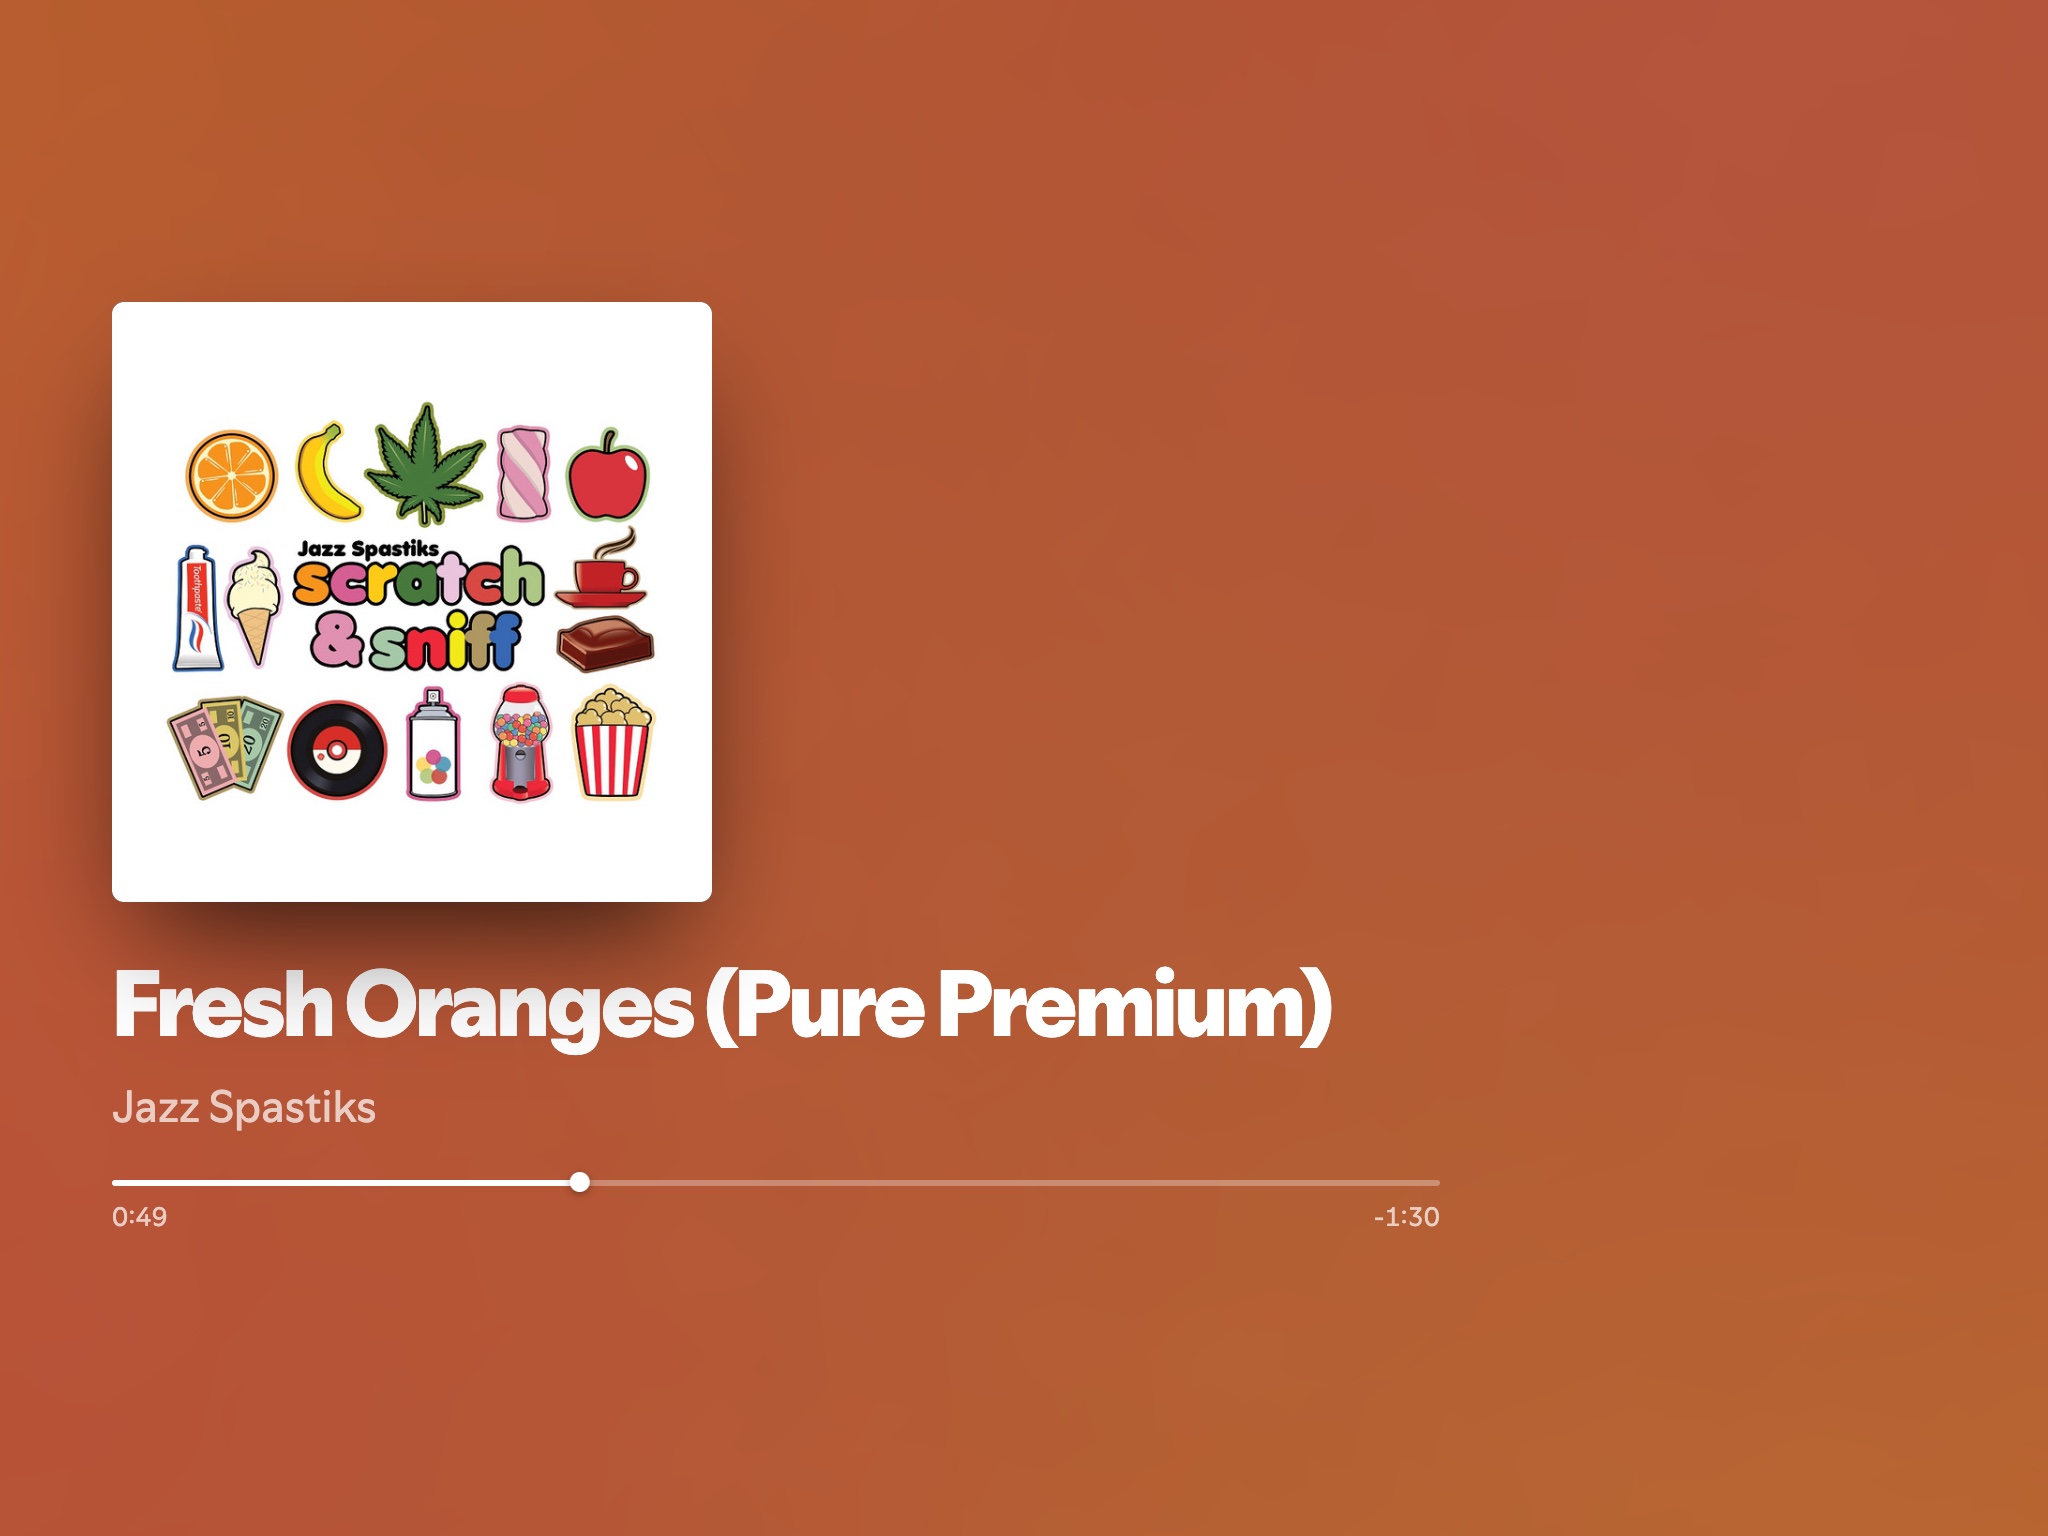 Jazz Spastiks
scratch
& sniff
Toothpaste
5
10
20
Fresh Oranges (Pure Premium)
Jazz Spastiks
0:49
-1:30